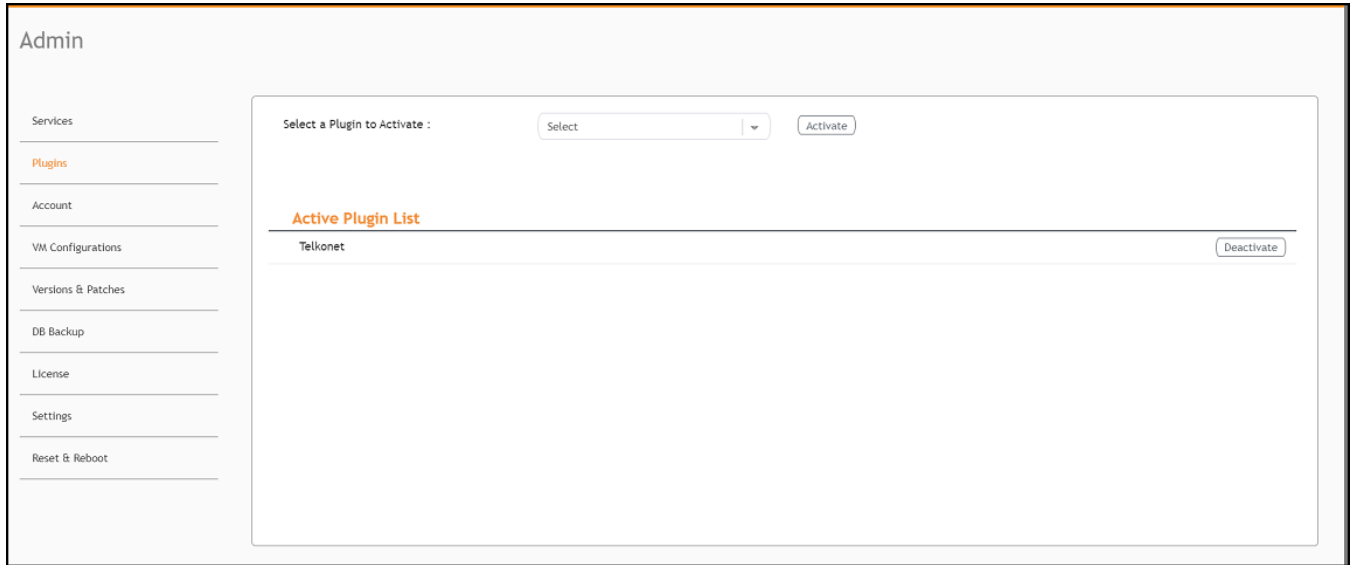 Admin
Services
Plugins
Account
VM Configurations
Versions & Patches
DB Backup
License
Settings
Reset & Reboot
Select a Plugin to Activate : Select Activate
Active Plugin List
Telkonet Deactivate